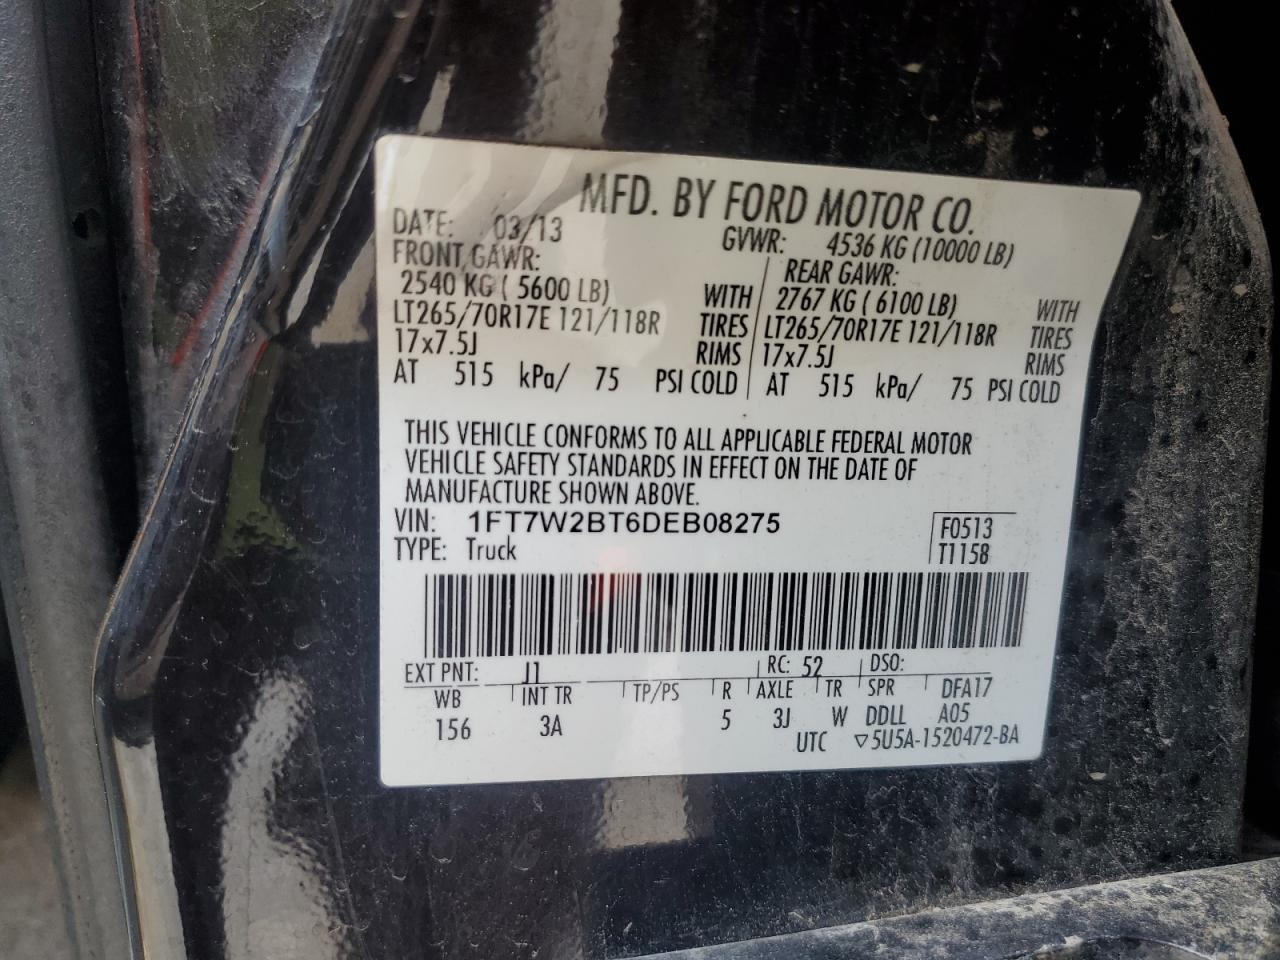 MFD. BY FORD MOTOR CO.
DATE: 03/13 GVWR: 4536 KG (10000 LB)
FRONT GAWR: REAR GAWR:
2540 KG ( 5600 LB) WITH 2767 KG ( 6100 LB) WITH
LT265/70R17E 121/118R TIRES LT265/70R17E 121/118R TIRES
17x7.5J RIMS 17x7.5J RIMS
AT 515 kPa/ 75 PSI COLD AT 515 kPa/ 75 PSI COLD
THIS VEHICLE CONFORMS TO ALL APPLICABLE FEDERAL MOTOR
VEHICLE SAFETY STANDARDS IN EFFECT ON THE DATE OF
MANUFACTURE SHOWN ABOVE.
VIN: 1FT7W2BT6DEB08275 F0513
TYPE: Truck T1158
EXT PNT: J1 RC: 52 DSO:
WB INT TR TP/PS R AXLE TR SPR DFA17
156 3A 5 3J W DDLL A05
UTC ▽5U5A-1520472-BA